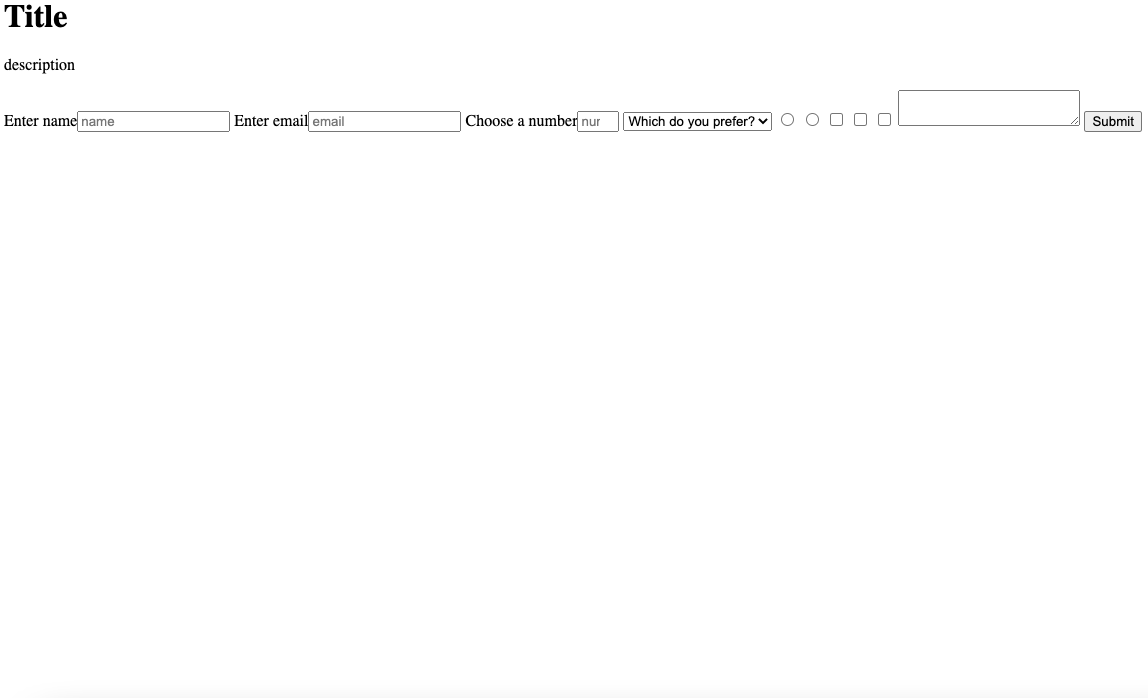 Title
description
Enter name name Enter email email Choose a number nur Which do you prefer? Submit